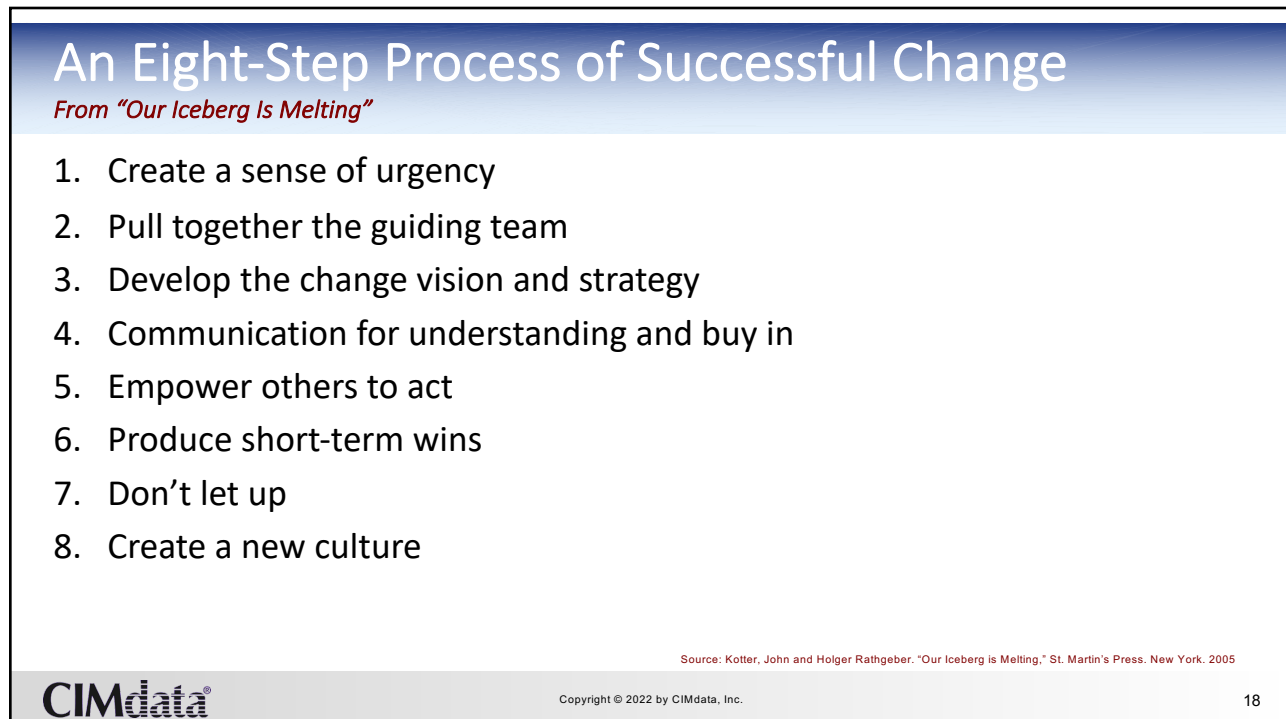 An Eight-Step Process of Successful Change
From “Our Iceberg Is Melting”
1. Create a sense of urgency
2. Pull together the guiding team
3. Develop the change vision and strategy
4. Communication for understanding and buy in
5. Empower others to act
6. Produce short-term wins
7. Don’t let up
8. Create a new culture
Source: Kotter, John and Holger Rathgeber. “Our Iceberg is Melting,” St. Martin’s Press. New York. 2005
CIMdata®
Copyright © 2022 by CIMdata, Inc.
18